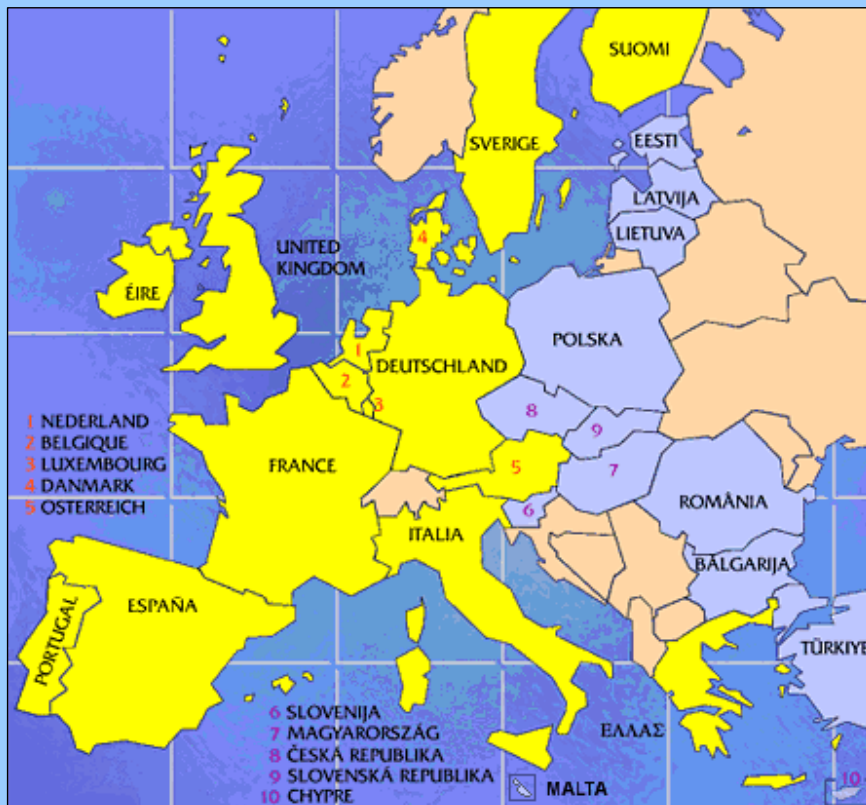 SUOMI
SVERIGE
EESTI
LATVIJA
LIETUVA
4
UNITED
KINGDOM
ÉIRE
POLSKA
1
DEUTSCHLAND
2
3
8
9
1 NEDERLAND
2 BELGIQUE
3 LUXEMBOURG
4 DANMARK
5 OSTERREICH
FRANCE
5
7
ROMÂNIA
6
ITALIA
BÅLGARIJA
ESPAÑA
PORTUGAL
TÜRKIYE
6 SLOVENIJA
7 MAGYARORSZÁG
8 ČESKÁ REPUBLIKA
9 SLOVENSKÁ REPUBLIKA
10 CHYPRE
ΕΛΛΑΣ
MALTA
10